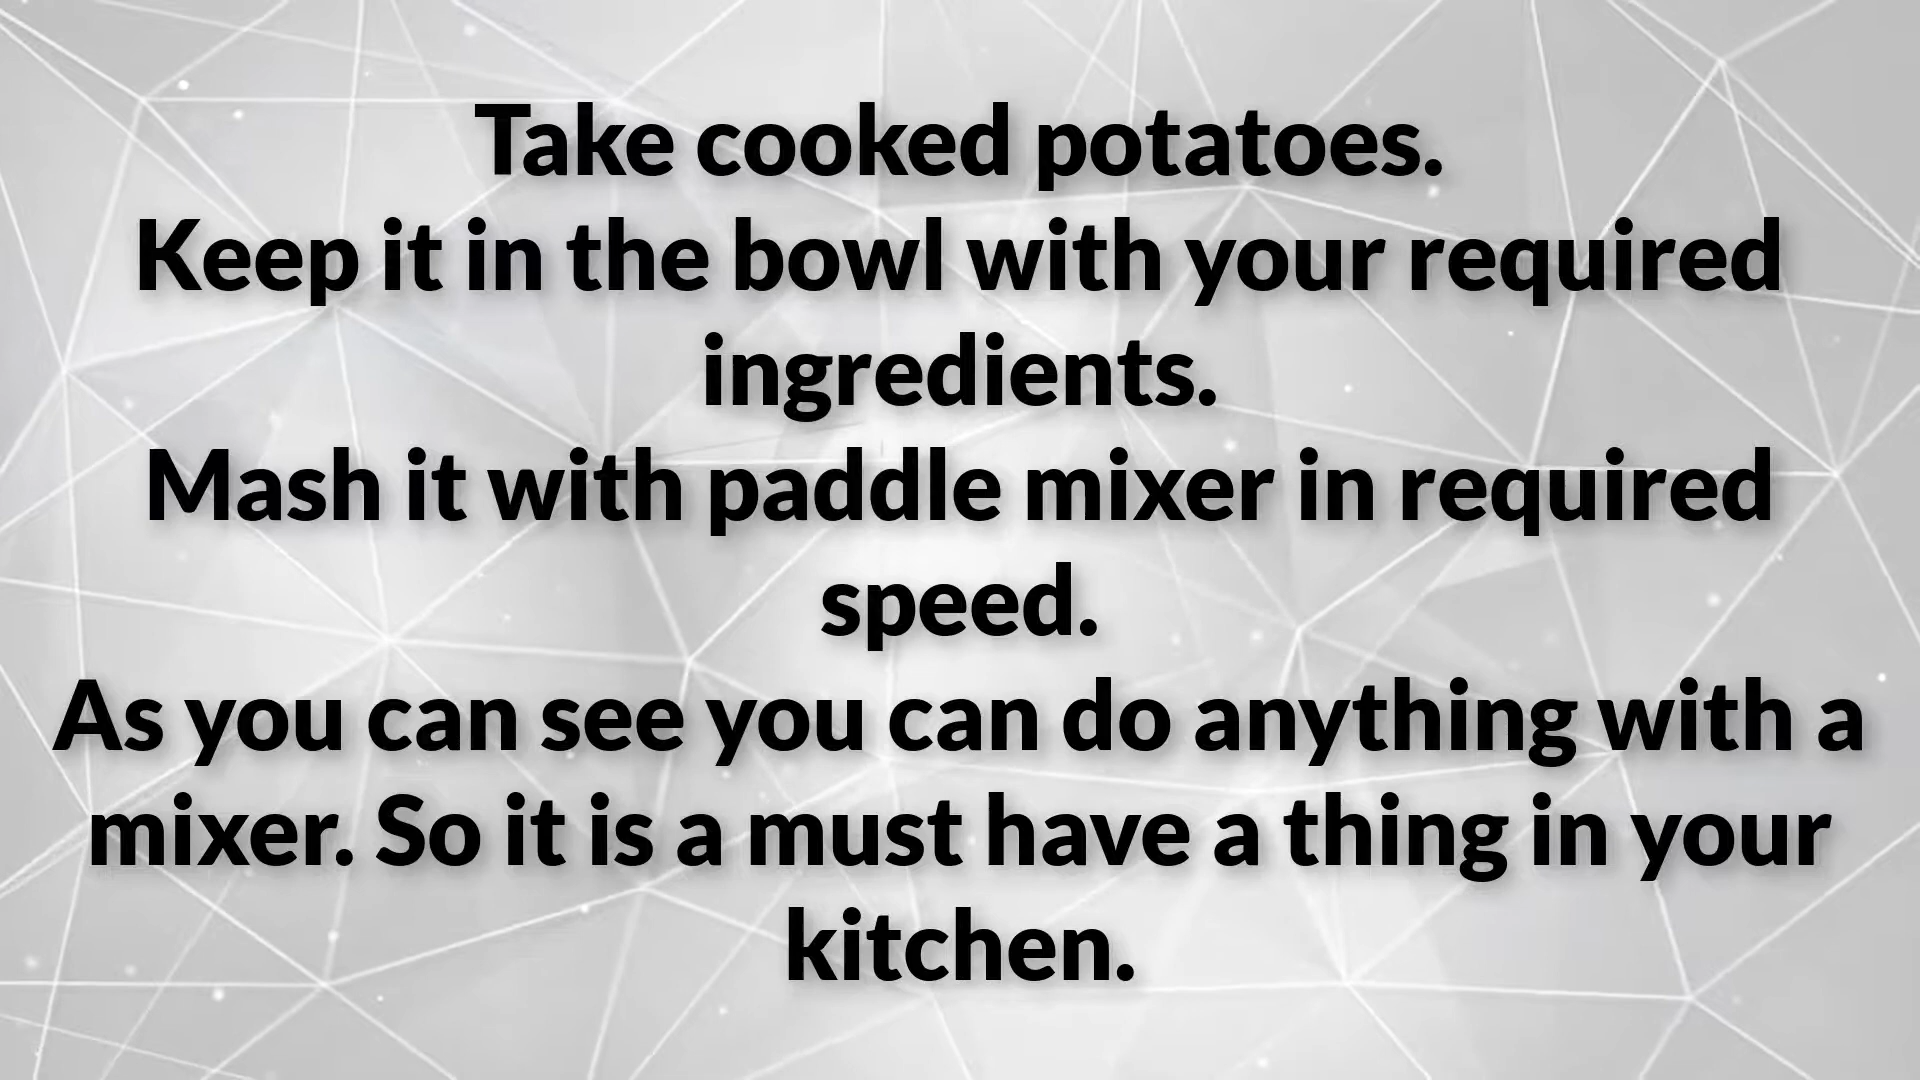 Take cooked potatoes.
Keep it in the bowl with your required
ingredients.
Mash it with paddle mixer in required
speed.
As you can see you can do anything with a
mixer. So it is a must have a thing in your
kitchen.